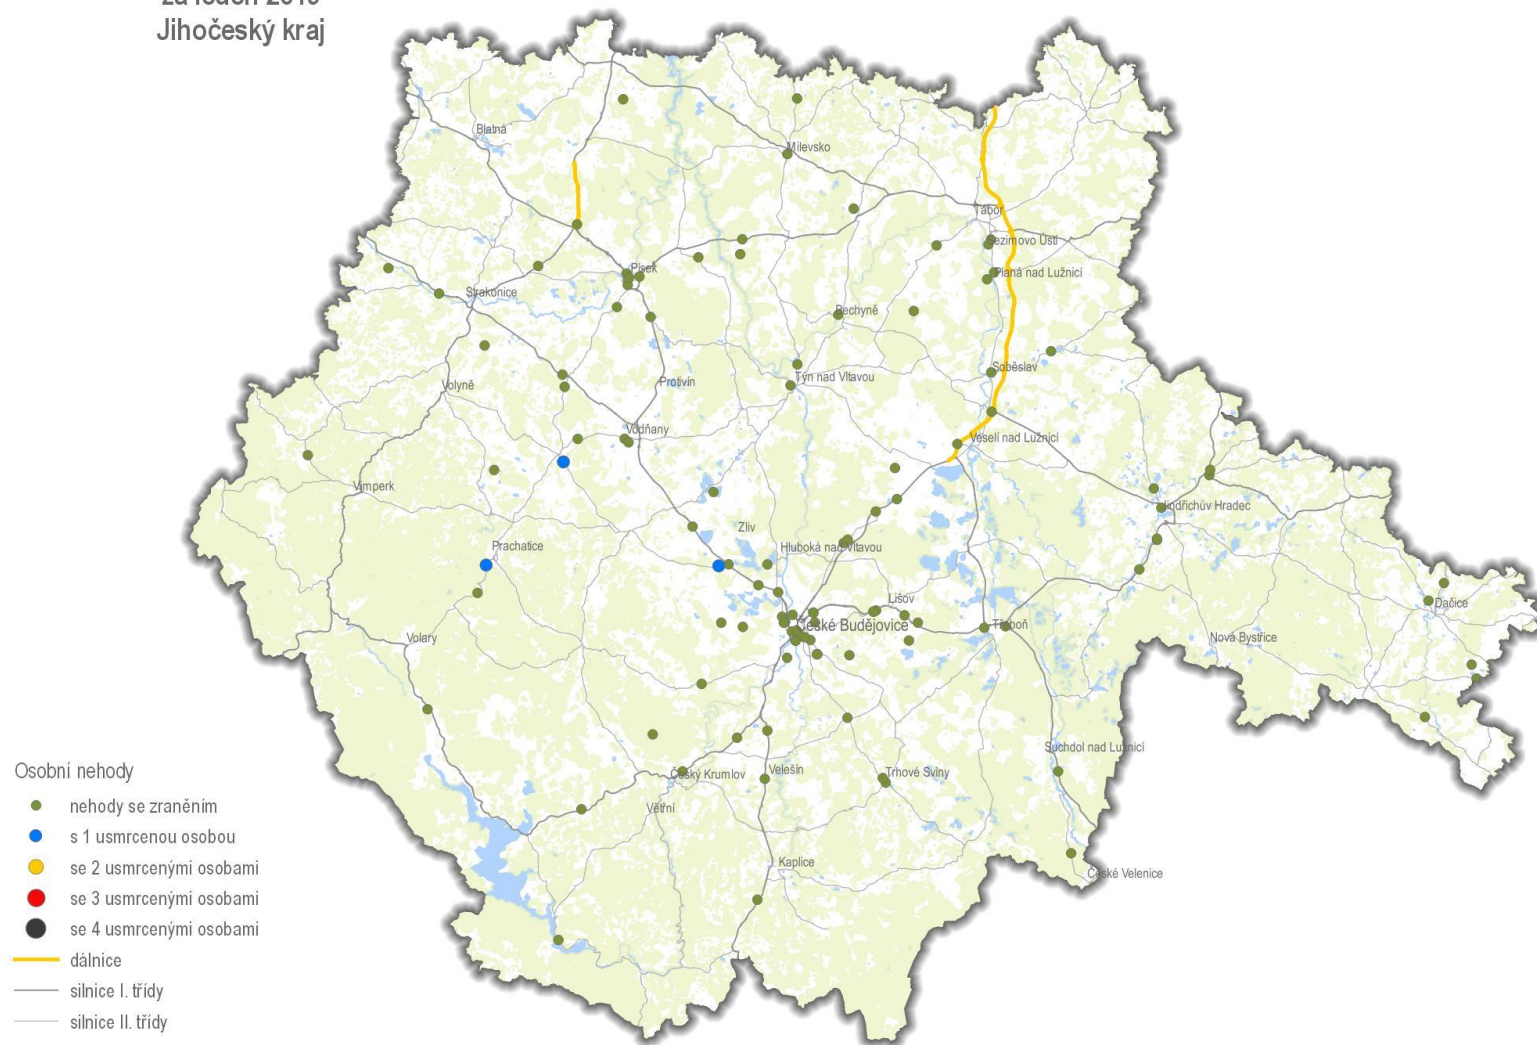 Jihočeský kraj
Blatná
Milevsko
Tábor
Sezimovo Ústí
Písek
Planá nad Lužnicí
Strakonice
Bechyně
Soběslav
Týn nad Vltavou
Volyně
Protivín
Vodňany
Veselí nad Lužnicí
Vimperk
Jindřichův Hradec
Zliv
Prachatice
Hluboká nad Vltavou
Lišov
Dačice
České Budějovice
Třeboň
Volary
Nová Bystřice
Suchdol nad Lužnicí
Český Krumlov
Velešín
Trhové Sviny
Větřní
Kaplice
České Velenice
Osobní nehody
nehody se zraněním
s 1 usmrcenou osobou
se 2 usmrcenými osobami
se 3 usmrcenými osobami
se 4 usmrcenými osobami
dálnice
silnice I. třídy
silnice II. třídy